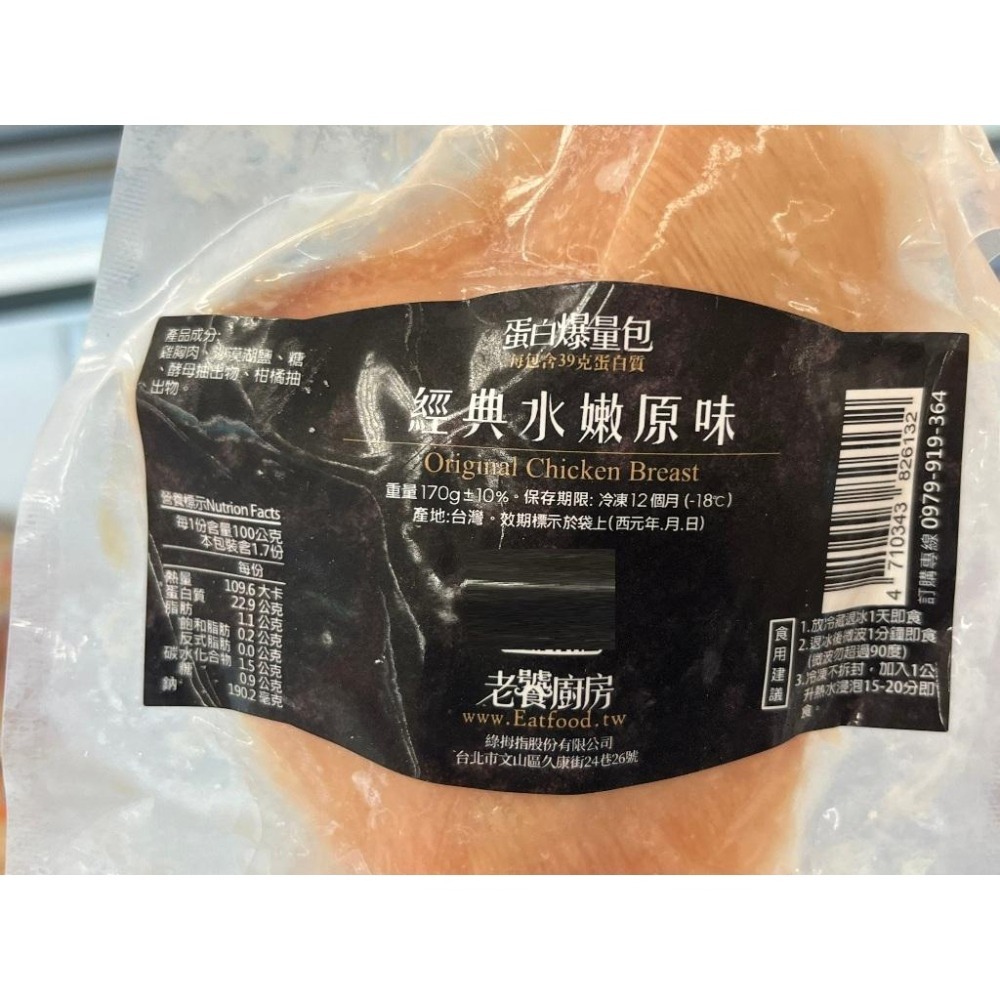 產品成分:
雞胸肉、漠湖鹽、糖
、酵母抽出物、柑橘抽
出物。
營養標示Nutrion Facts
每1份含量100公克
本包裝含1.7份
每份
熱量 109.6 大卡
蛋白質 22.9 公克
脂肪 1.1 公克
飽和脂肪 0.2 公克
反式脂肪 0.0 公克
碳水化合物 1.5 公克
糖 0.9 公克
鈉 190.2 毫克
蛋白爆量包
每包含39克蛋白質
經典水嫩原味
Original Chicken Breast
重量170g±10%。保存期限: 冷凍12個月(-18℃)
產地:台灣。效期標示於袋上(西元年.月.日)
老饕廚房
www.Eatfood.tw
綠拇指股份有限公司
台北市文山區久康街24巷26號
4 710343 826132
訂購專線 0979-919-364
食用建議
1.放冷藏退冰1天即食
2.退冰後微波1分鐘即食
(微波勿超過90度)
3.冷凍不拆封，加入1公
升熱水浸泡15-20分即
食。